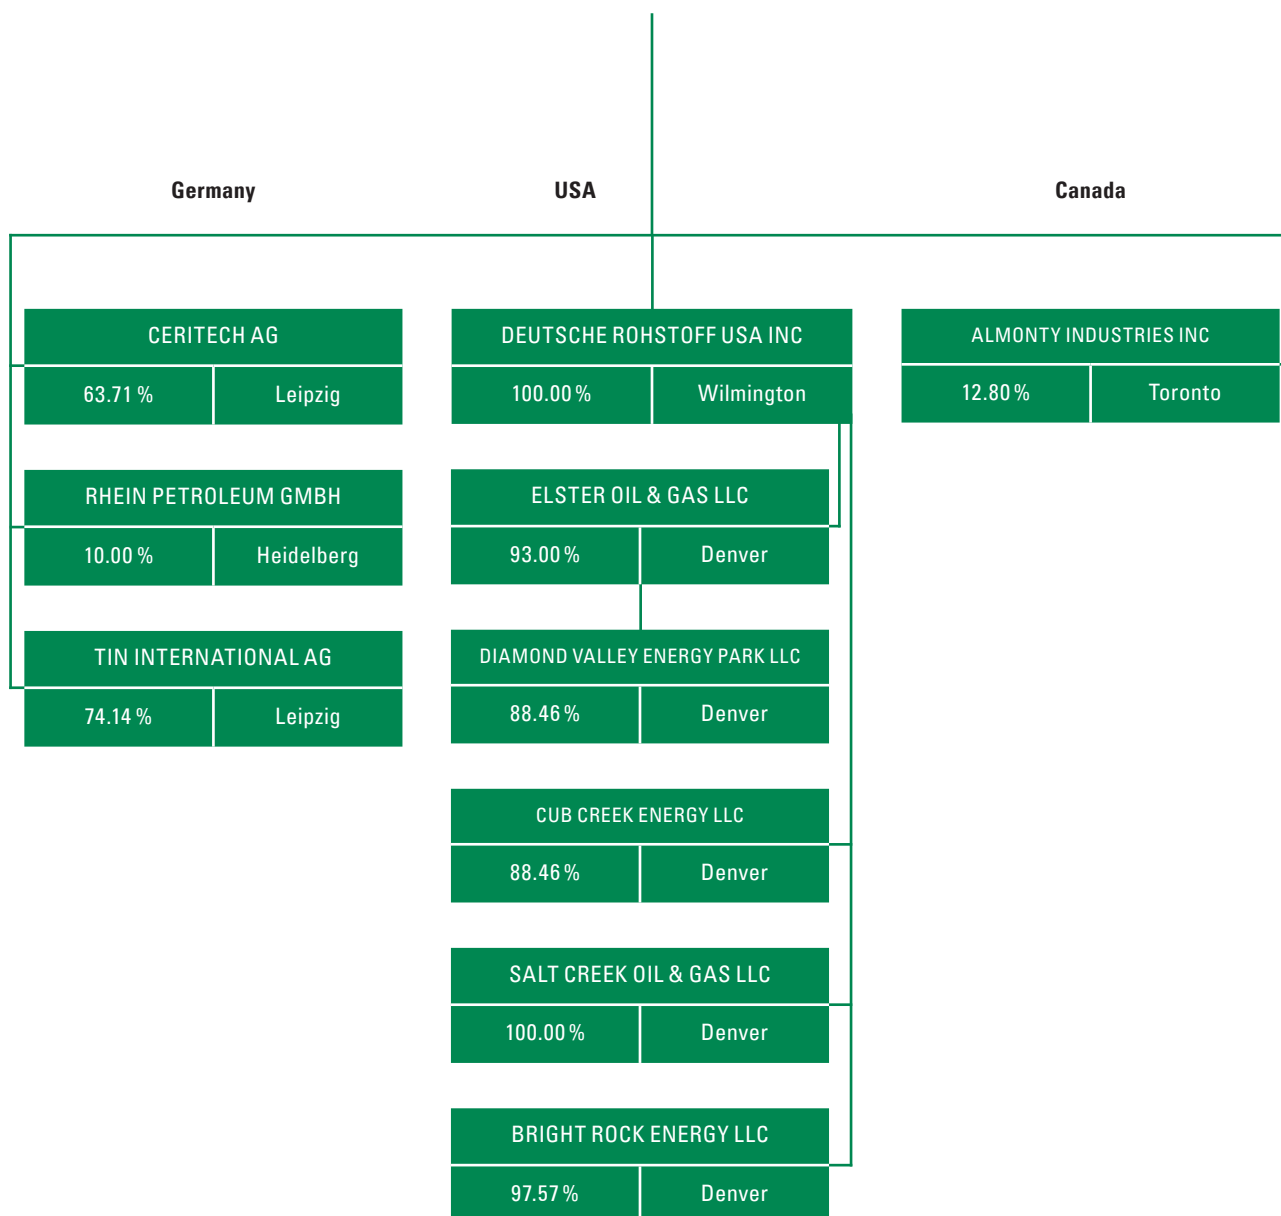 Germany
USA
Canada
CERITECH AG
63.71 %
Leipzig
RHEIN PETROLEUM GMBH
10.00 %
Heidelberg
TIN INTERNATIONAL AG
74.14 %
Leipzig
DEUTSCHE ROHSTOFF USA INC
100.00 %
Wilmington
ELSTER OIL & GAS LLC
93.00 %
Denver
DIAMOND VALLEY ENERGY PARK LLC
88.46 %
Denver
CUB CREEK ENERGY LLC
88.46 %
Denver
SALT CREEK OIL & GAS LLC
100.00 %
Denver
BRIGHT ROCK ENERGY LLC
97.57 %
Denver
ALMONTY INDUSTRIES INC
12.80 %
Toronto